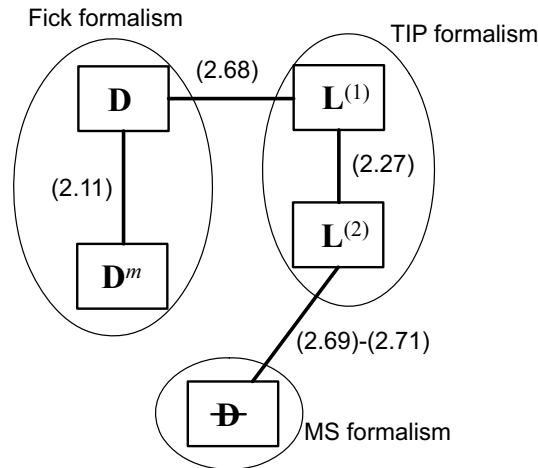 Fick formalism
TIP formalism
(2.68)
D
L(1)
(2.11)
(2.27)
L(2)
Dm
(2.69)-(2.71)
Đ
MS formalism